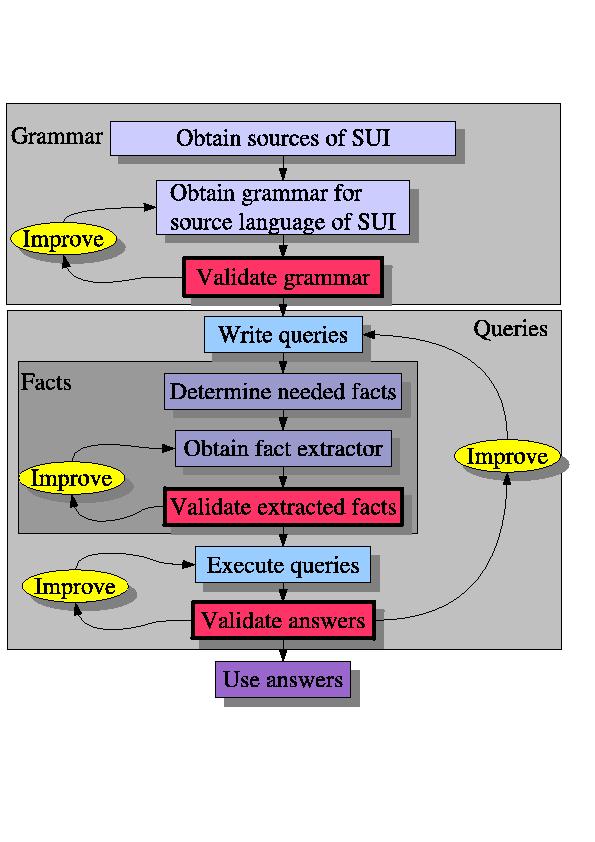 Grammar
Obtain sources of SUI
Obtain grammar for
source language of SUI
Improve
Validate grammar
Write queries
Queries
Facts
Determine needed facts
Obtain fact extractor
Improve
Improve
Validate extracted facts
Execute queries
Improve
Validate answers
Use answers